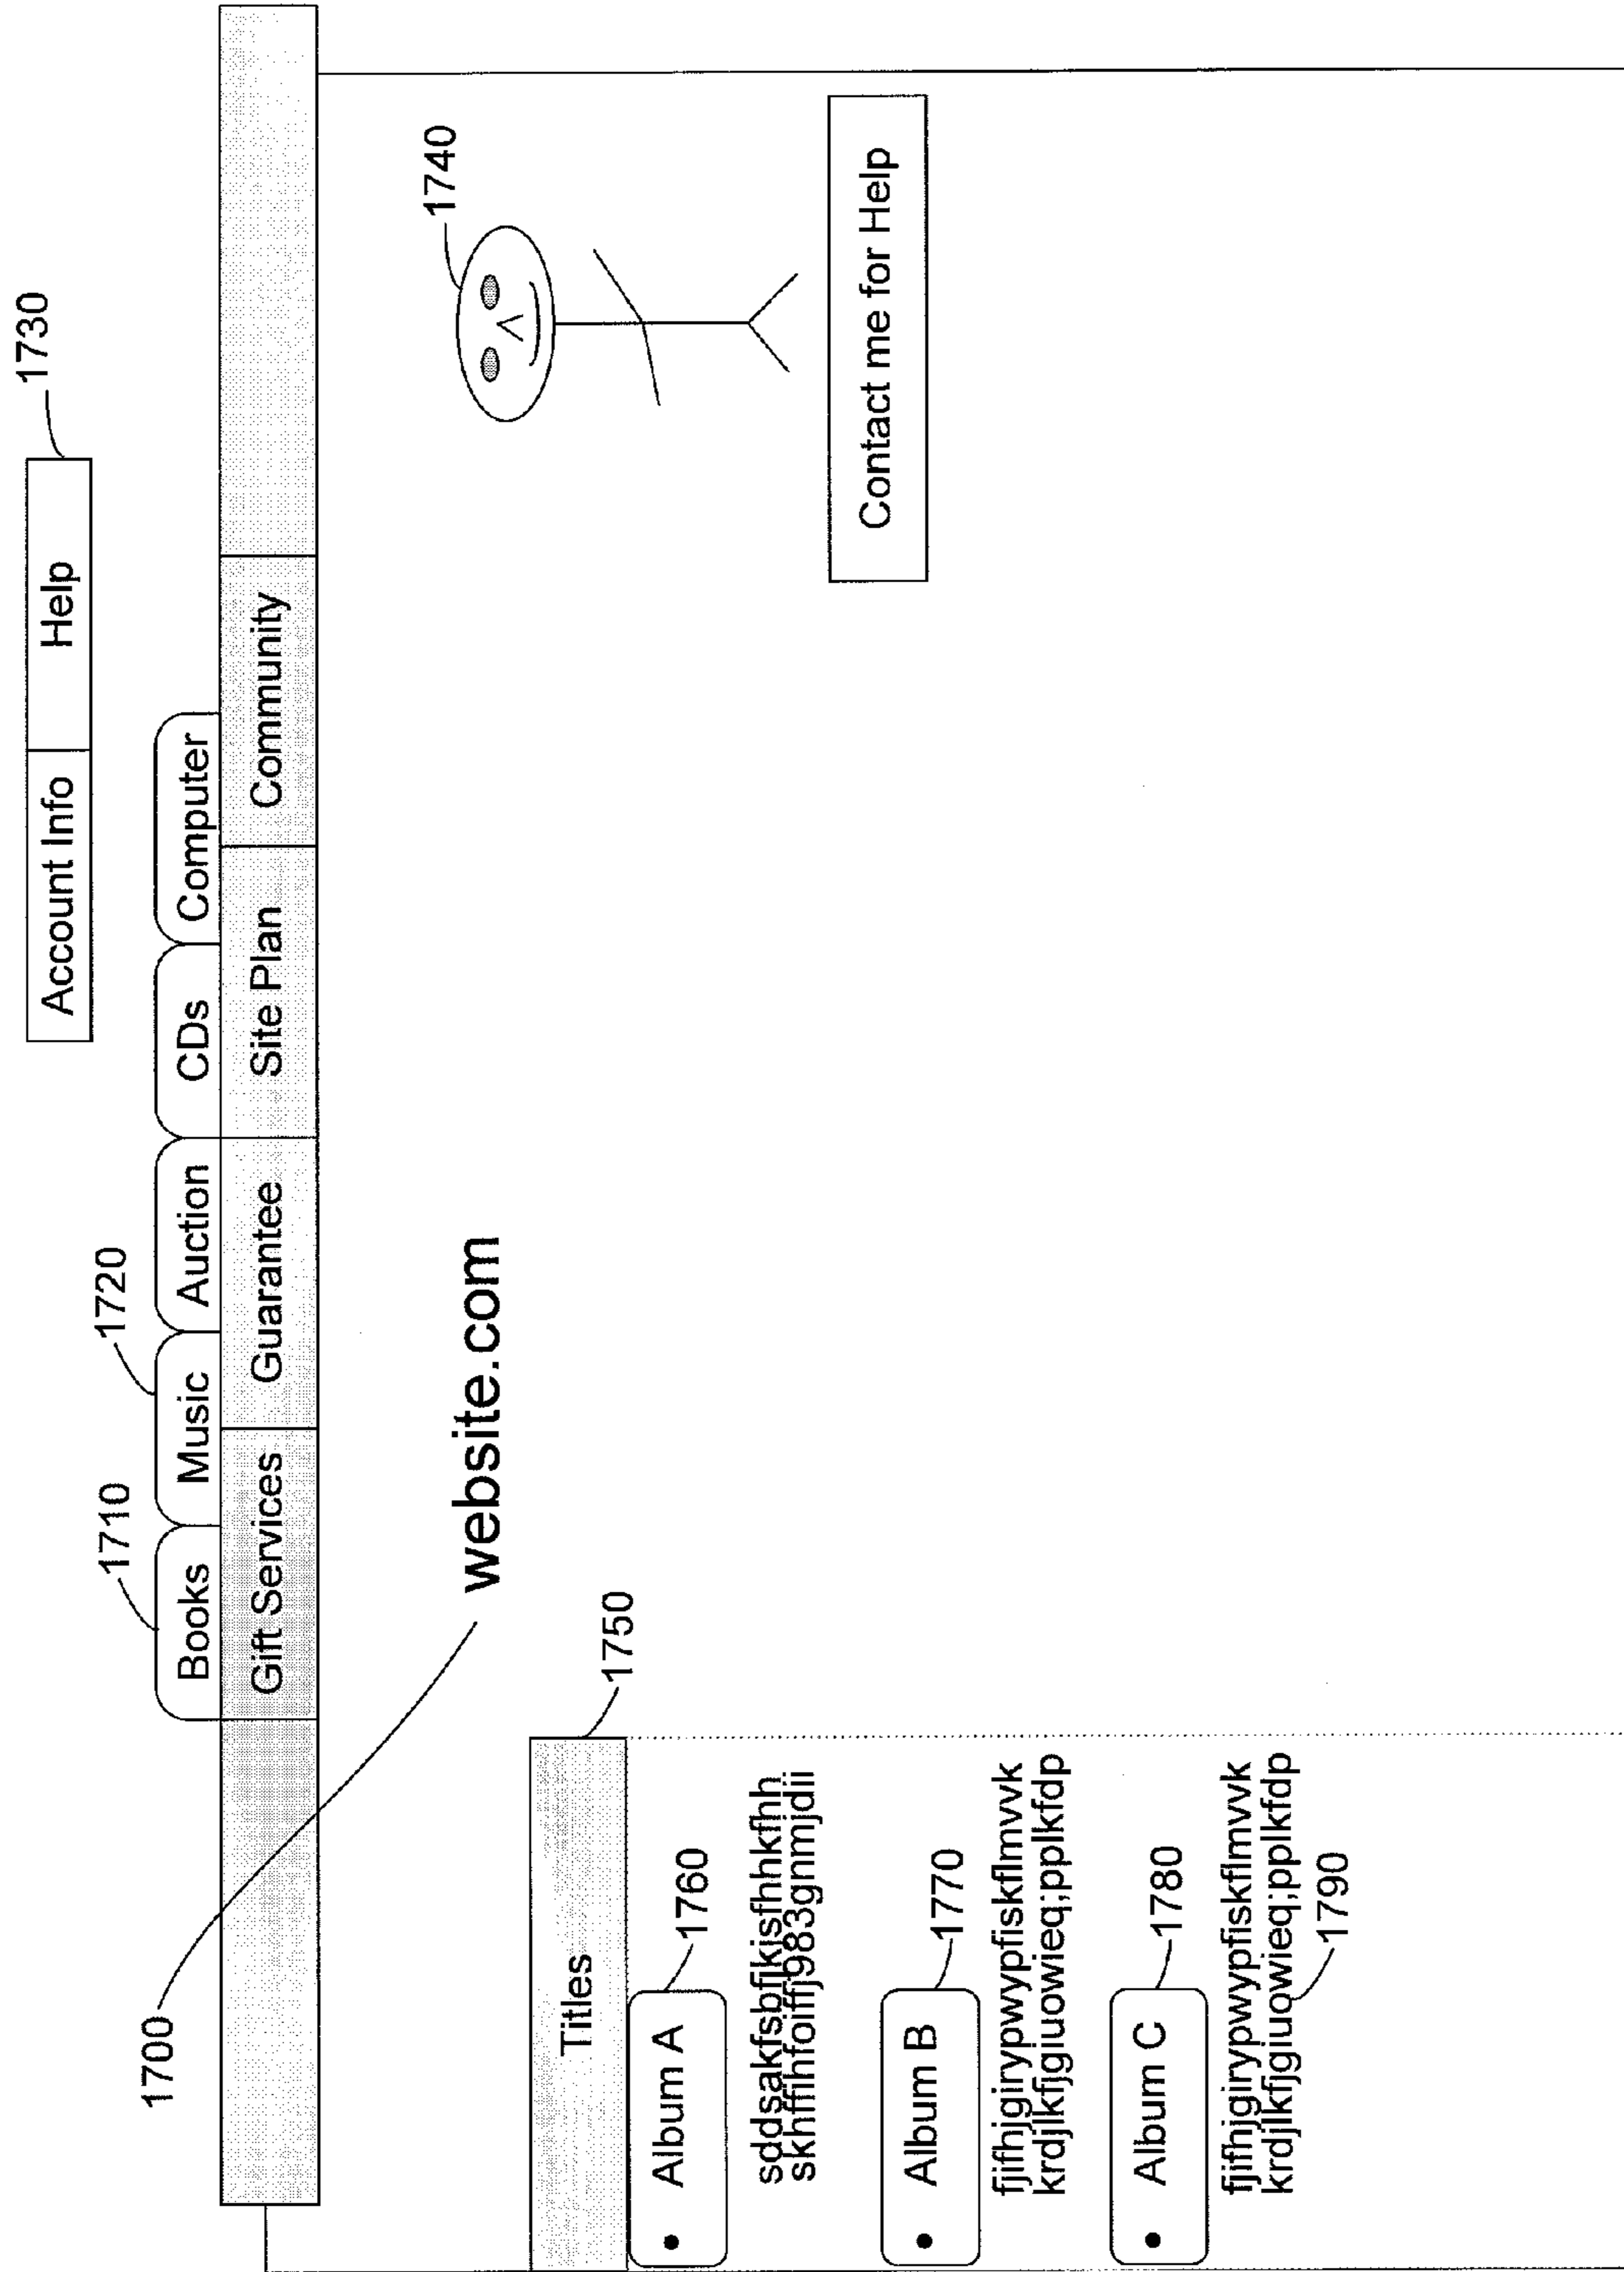 1730
Account Info Help
1710 1720
Books Music Auction CDs Computer
1700
Gift Services Guarantee Site Plan Community
1740
website.com
1750
Titles
Album A 1760
sddsakfsbfjkisfhhkfhh
skhffihfoiffj983gnmjdii
Contact me for Help
Album B 1770
fjifhjgirypwypfiskflmvvk
krdjlkfjgiuowieq;pplkfdp
Album C 1780
fjifhjgirypwypfiskflmvvk
krdjlkfjgiuowieq;pplkfdp
1790